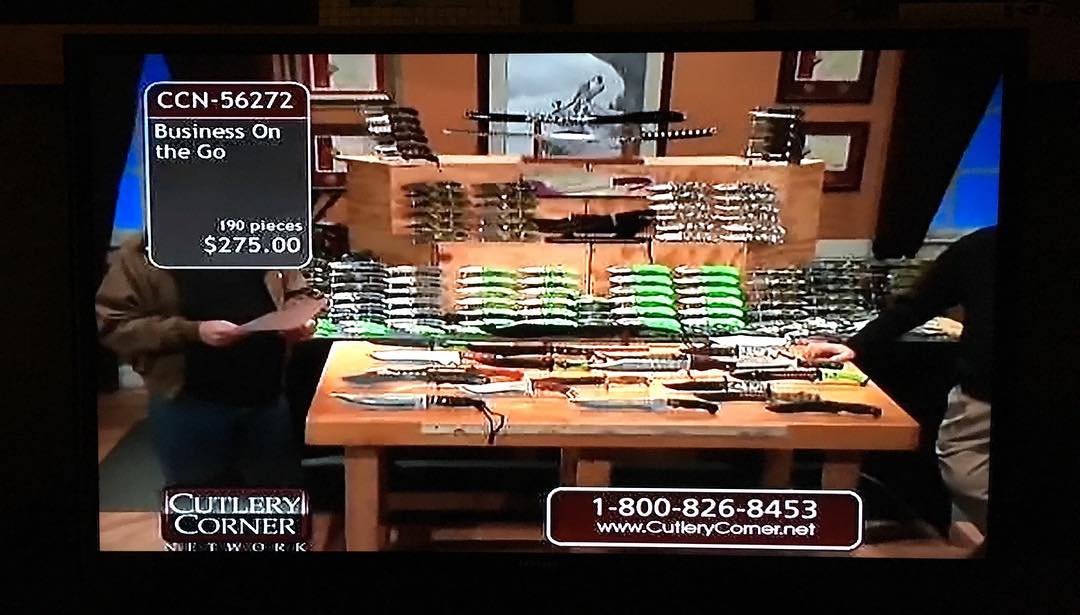 CCN-56272
Business On
the Go
190 pieces
$275.00
CUTLERY
CORNER
NETWORK
1-800-826-8453
www.CutleryCorner.net